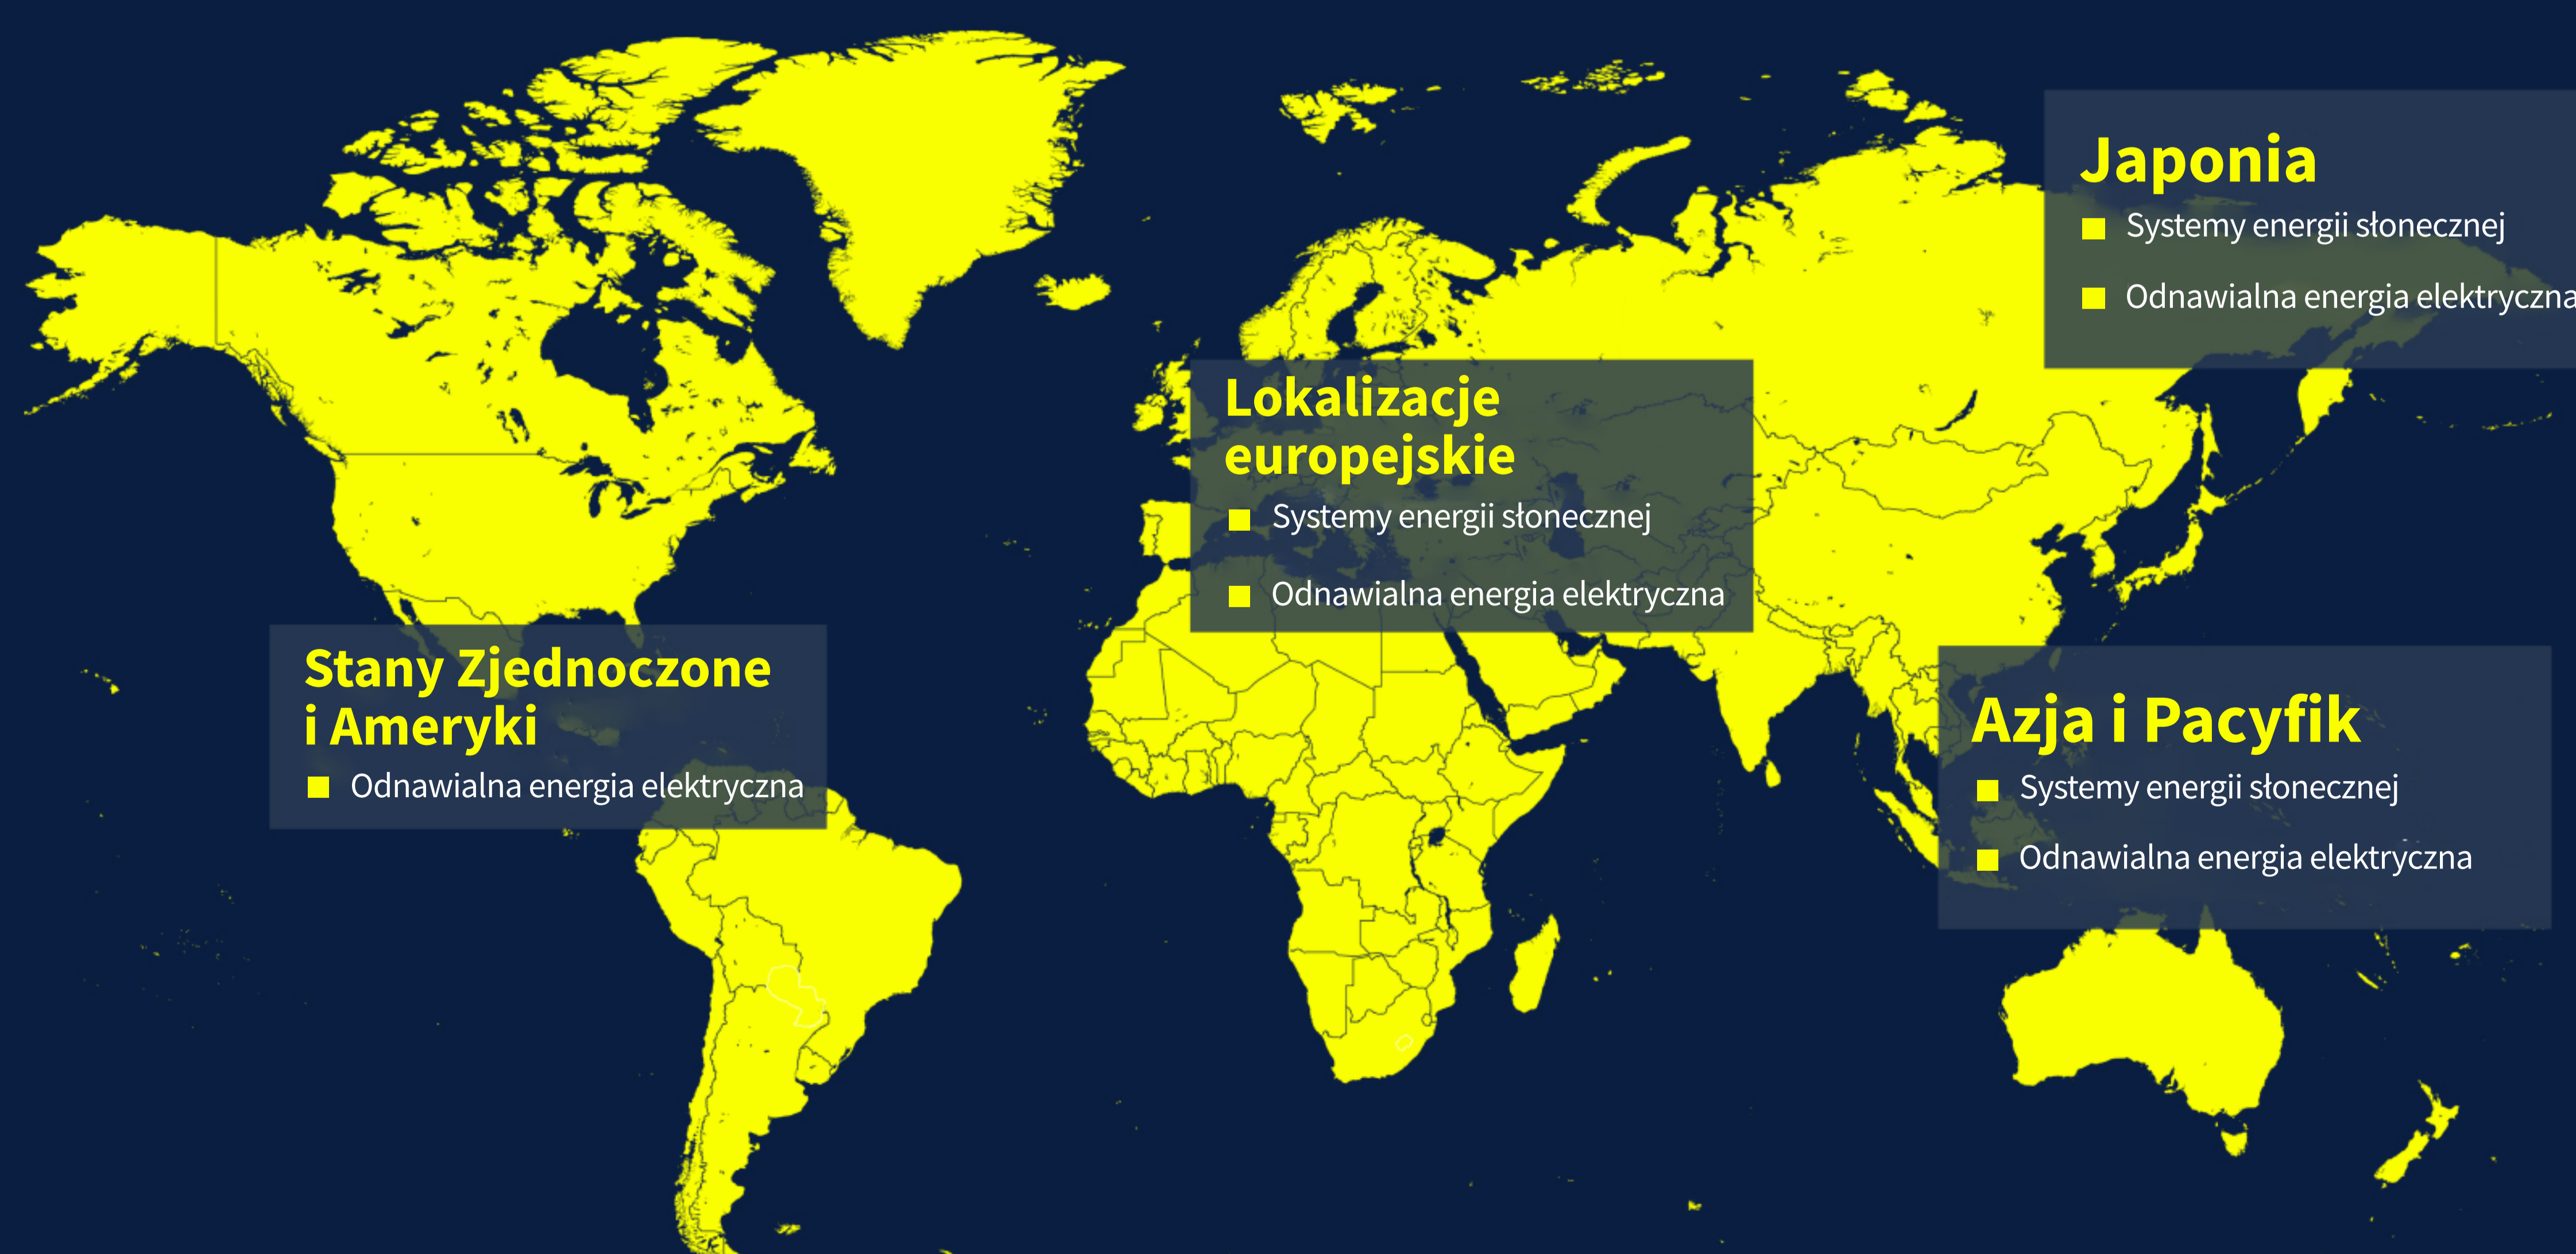 Japonia
Systemy energii słonecznej
Odnawialna energia elektryczna
Lokalizacje
europejskie
Systemy energii słonecznej
Odnawialna energia elektryczna
Stany Zjednoczone
i Ameryki
Odnawialna energia elektryczna
Azja i Pacyfik
Systemy energii słonecznej
Odnawialna energia elektryczna